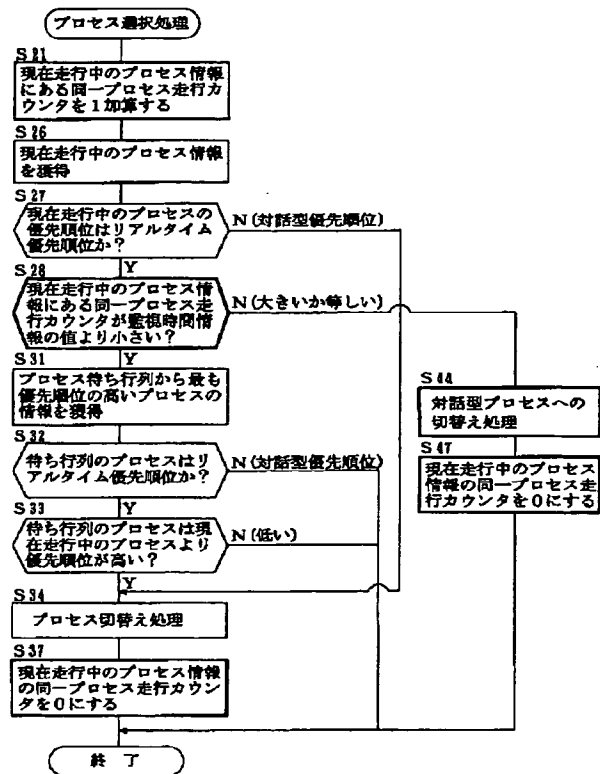 プロセス選択処理
S21
現在走行中のプロセス情報
にある同一プロセス走行カ
ウンタを1加算する
S26
現在走行中のプロセス情報
を獲得
S27
現在走行中のプロセスの
優先順位はリアルタイム
優先順位か？
N(対話型優先順位)
Y
S28
現在走行中のプロセス情
報にある同一プロセス走
行カウンタが監視時間情
報の値より小さい？
N(大きいか等しい)
Y
S31
プロセス待ち行列から最も
優先順位の高いプロセスの
情報を獲得
S32
待ち行列のプロセスはリ
アルタイム優先順位か？
N(対話型優先順位)
Y
S33
待ち行列のプロセスは現
在走行中のプロセスより
優先順位が高い？
N(低い)
Y
S34
プロセス切替え処理
S37
現在走行中のプロセス情報
の同一プロセス走行カウン
タを0にする
S44
対話型プロセスへの
切替え処理
S47
現在走行中のプロセス
情報の同一プロセス走
行カウンタを0にする
終了